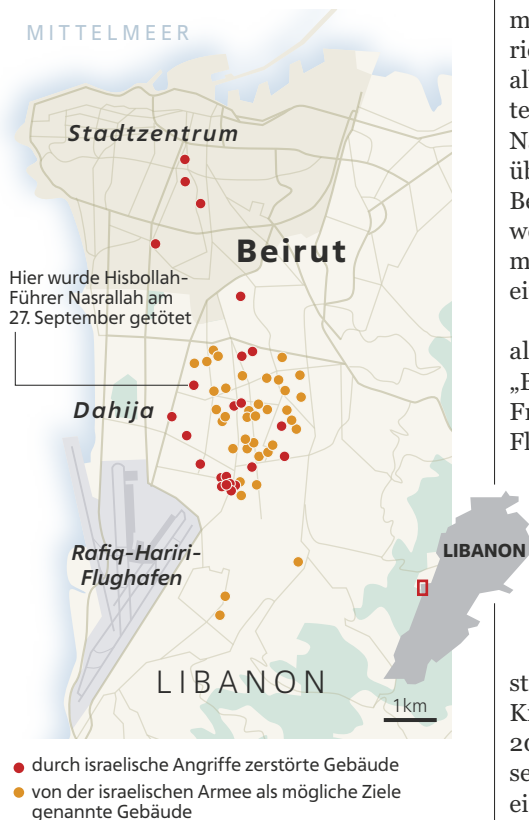 MITTELMEER
Stadtzentrum
Beirut
Hier wurde Hisbollah-
Führer Nasrallah am
27. September getötet
Dahija
Rafiq-Hariri-
Flughafen
LIBANON
LIBANON
1km
durch israelische Angriffe zerstörte Gebäude
von der israelischen Armee als mögliche Ziele
genannte Gebäude